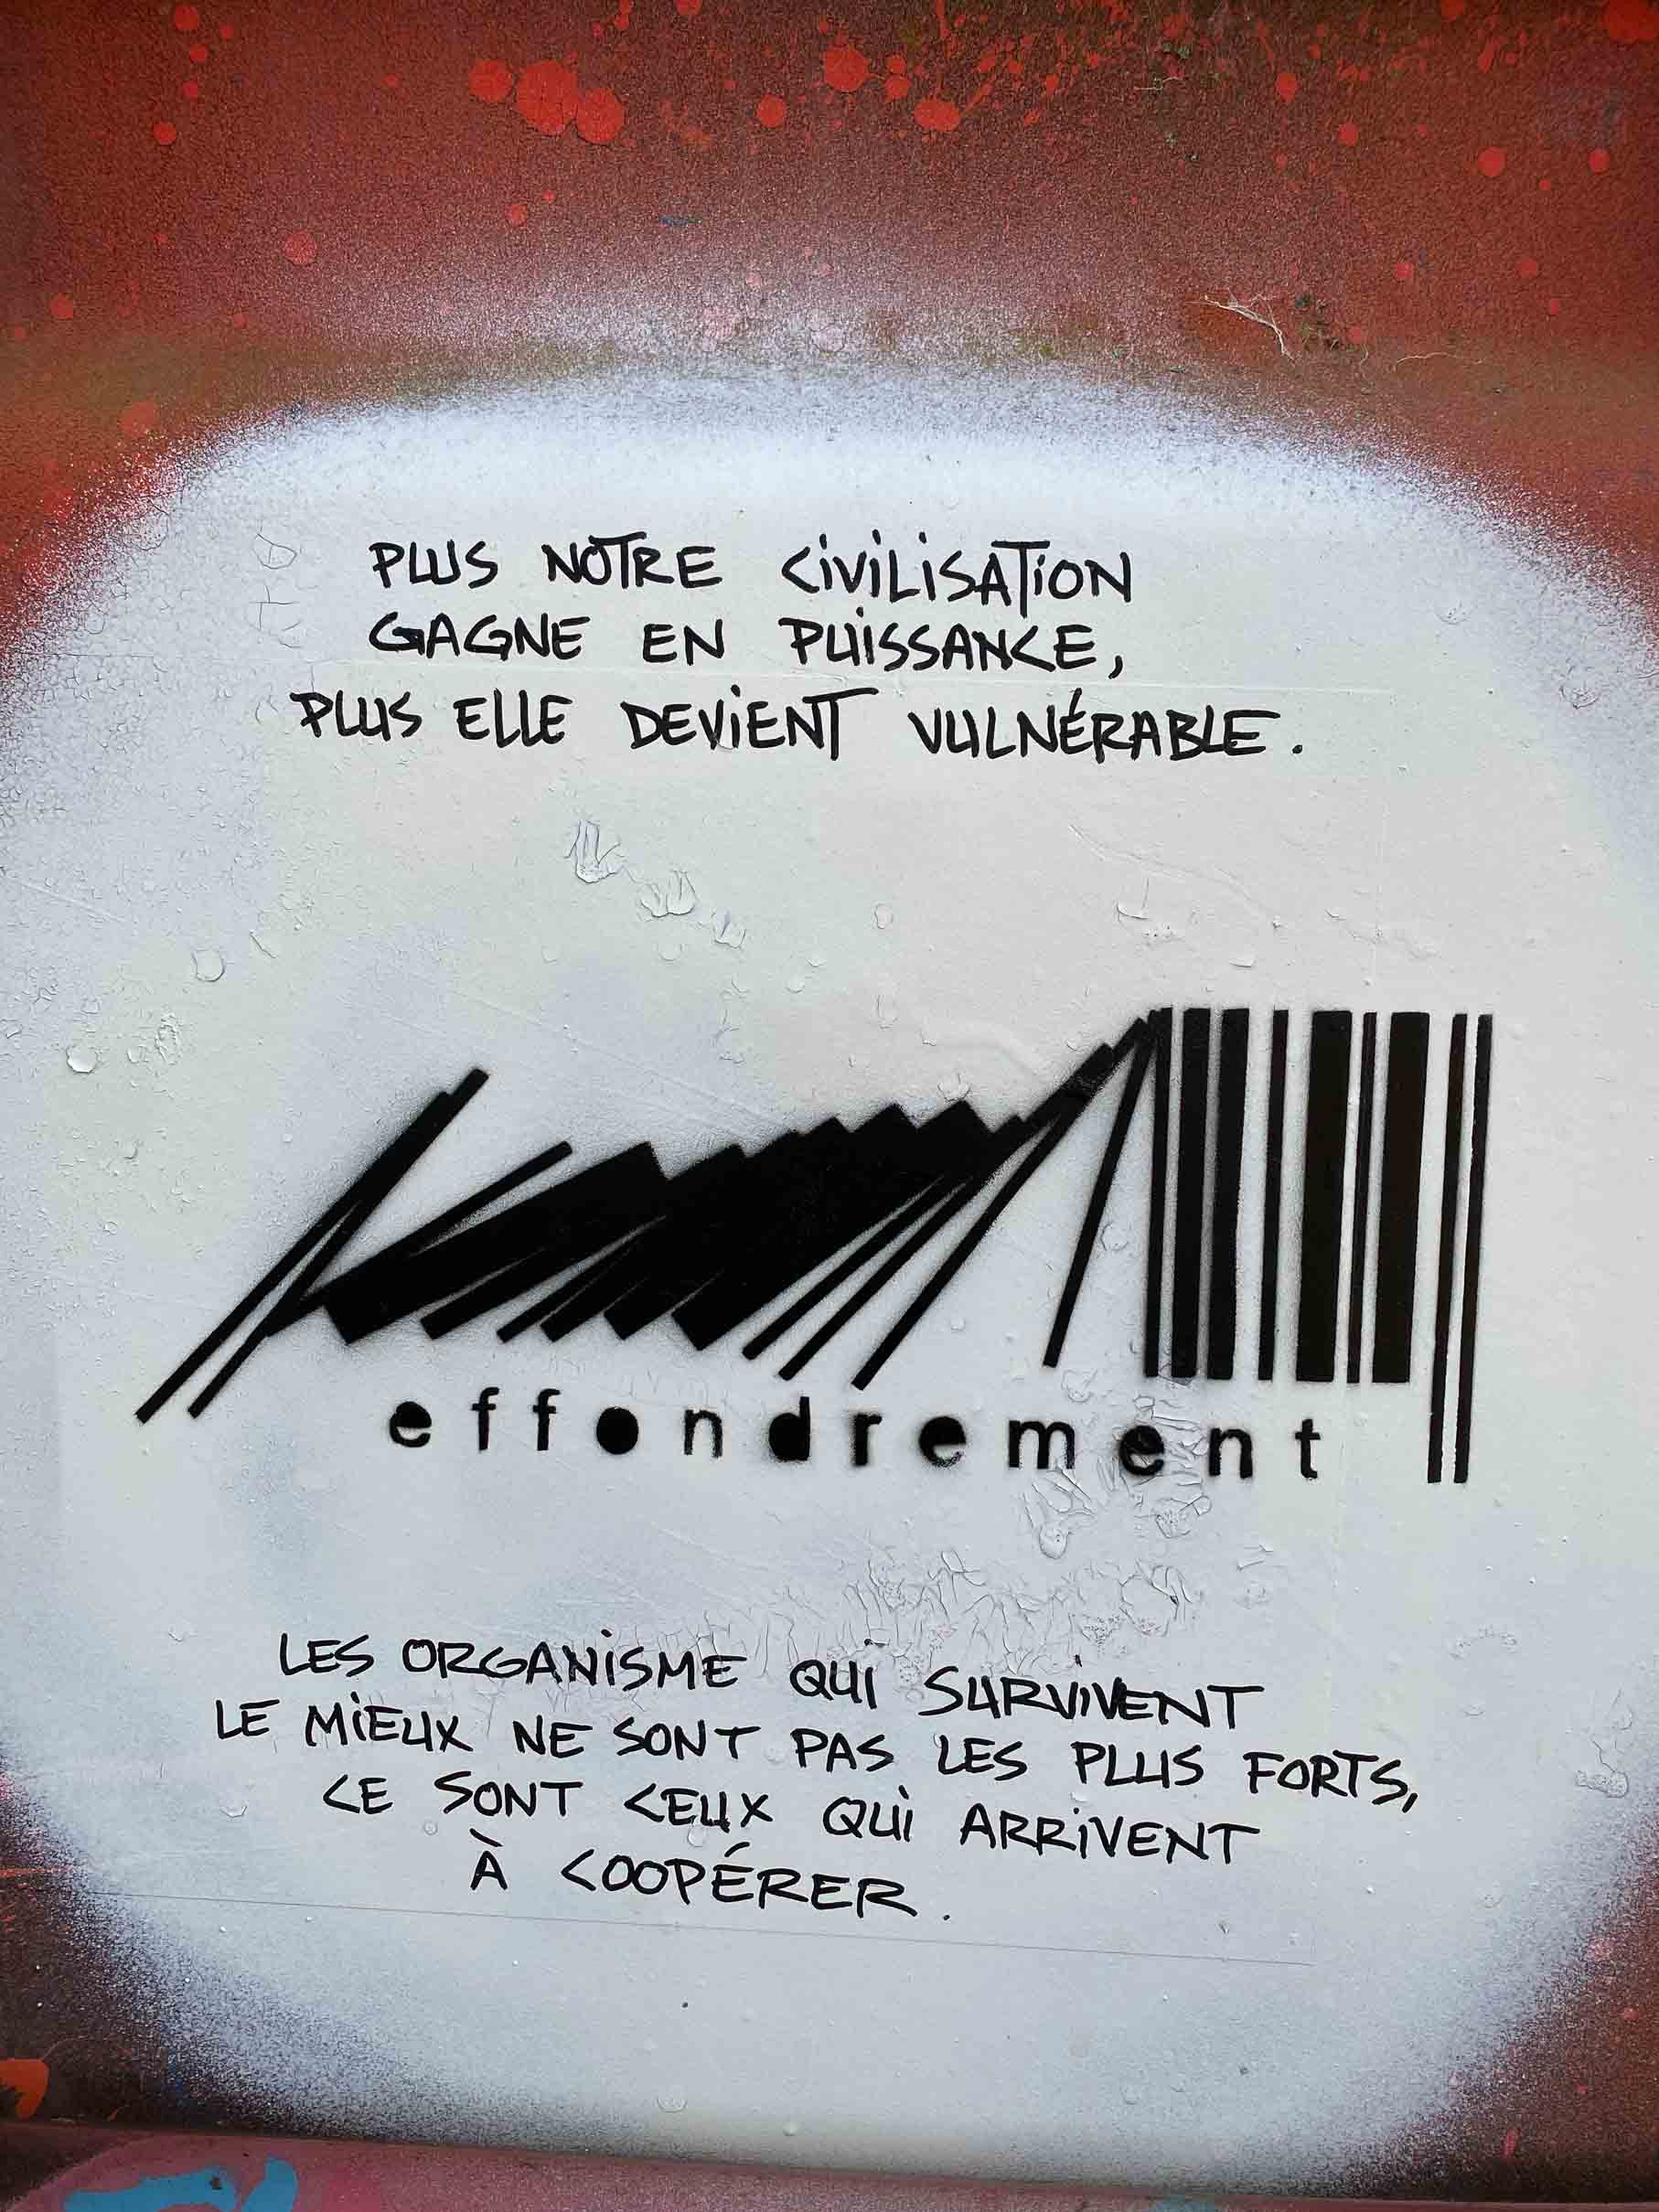 PLUS NOTRE CiViLiSATiON
GAGNE EN PUiSSANCE,
PLUS ELLE DEViENT VULNÉRABLE.
effondrement
LES ORGANiSME QUi SURViVENT
LE MiEUX NE SONT PAS LES PLUS FORTS,
CE SONT CEUX QUi ARRiVENT
À COOPÉRER.